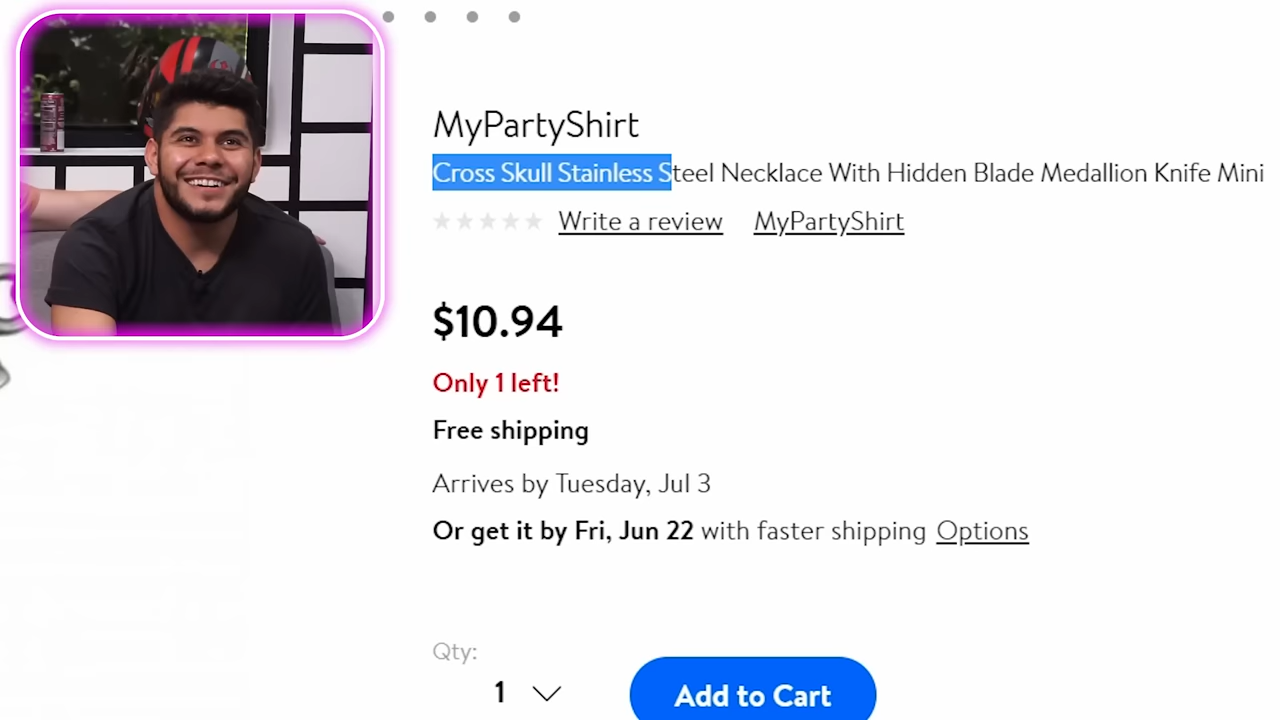 MyPartyShirt
Cross Skull Stainless Steel Necklace With Hidden Blade Medallion Knife Mini
Write a review MyPartyShirt
$10.94
Only 1 left!
Free shipping
Arrives by Tuesday, Jul 3
Or get it by Fri, Jun 22 with faster shipping Options
Qty:
1
Add to Cart